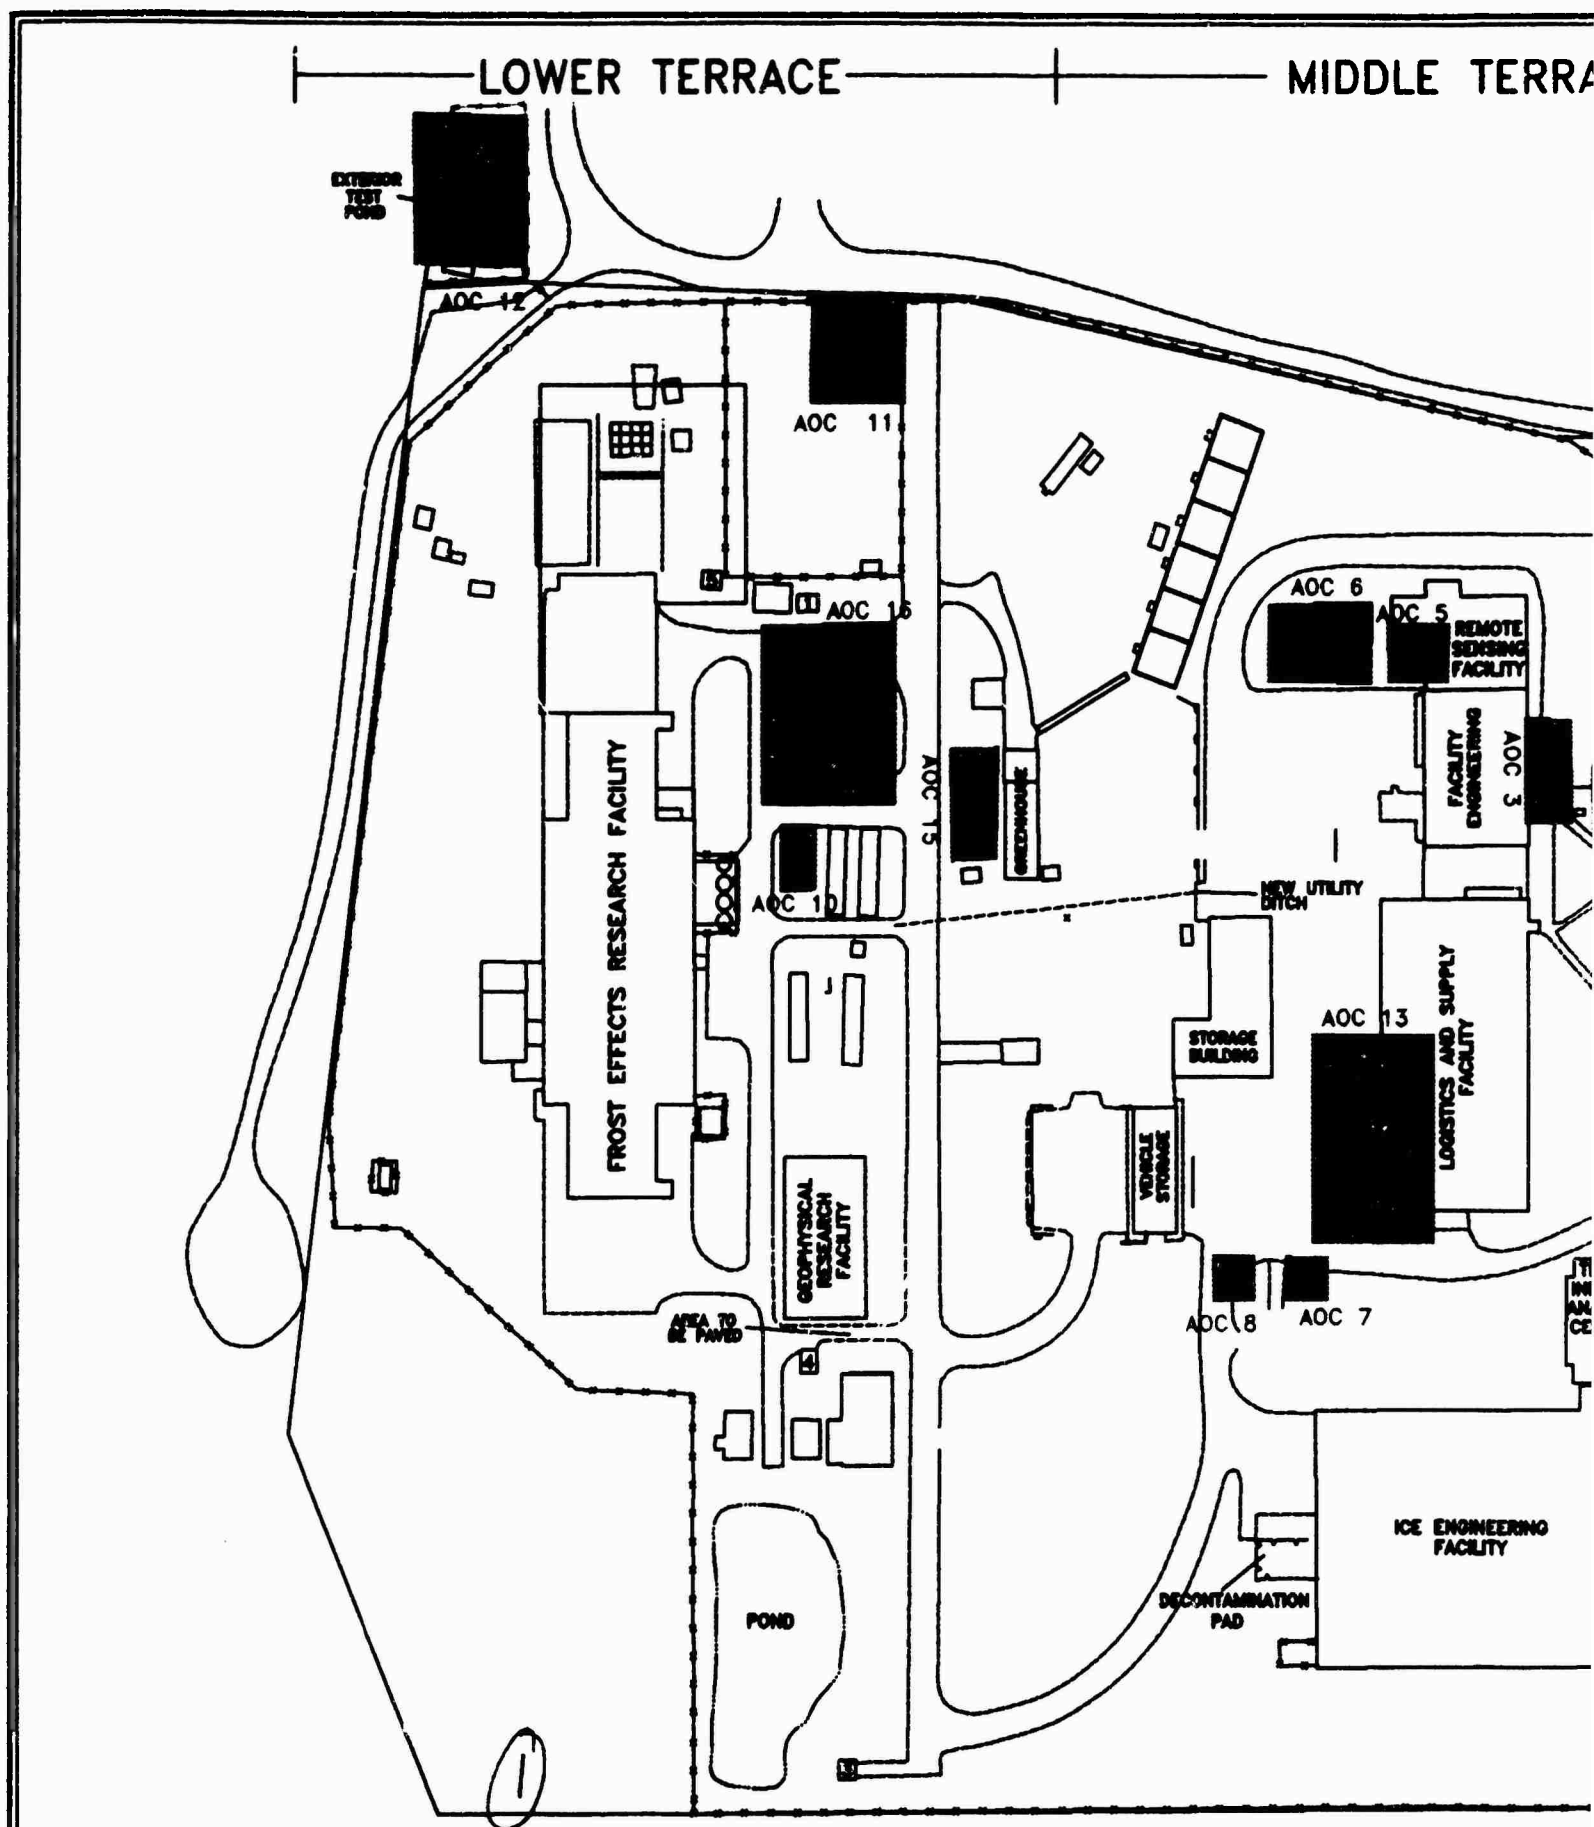 LOWER TERRACE
MIDDLE TERRA
EXTERIOR
TEST
POND
AOC 12
AOC 11
AOC 16
AOC 6
AOC 5
REMOTE
SENSING
FACILITY
FACILITY
ENGINEERING
AOC 3
FROST EFFECTS RESEARCH FACILITY
AOC 15
GREENHOUSE
AOC 10
NEW UTILITY
DITCH
STORAGE
BUILDING
AOC 13
LOGISTICS AND SUPPLY
FACILITY
VEHICLE
STORAGE
GEOPHYSICAL
RESEARCH
FACILITY
AREA TO
BE PAVED
4
AOC 8
AOC 7
ICE ENGINEERING
FACILITY
DECONTAMINATION
PAD
POND
3